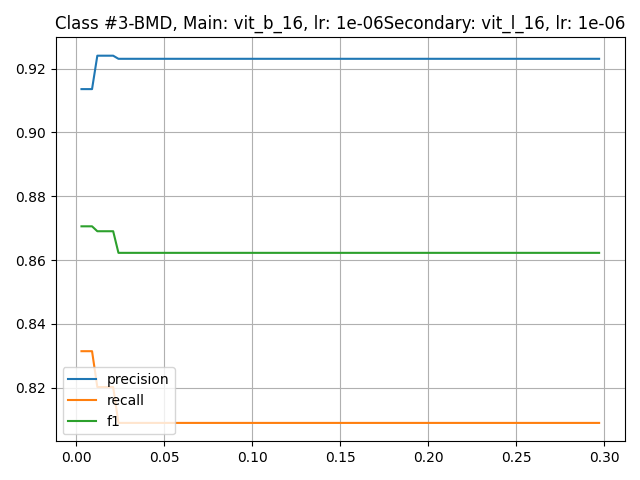 Class #3-BMD, Main: vit_b_16, lr: 1e-06Secondary: vit_l_16, lr: 1e-06
0.92
0.90
0.88
0.86
0.84
0.82
precision
recall
f1
0.00 0.05 0.10 0.15 0.20 0.25 0.30